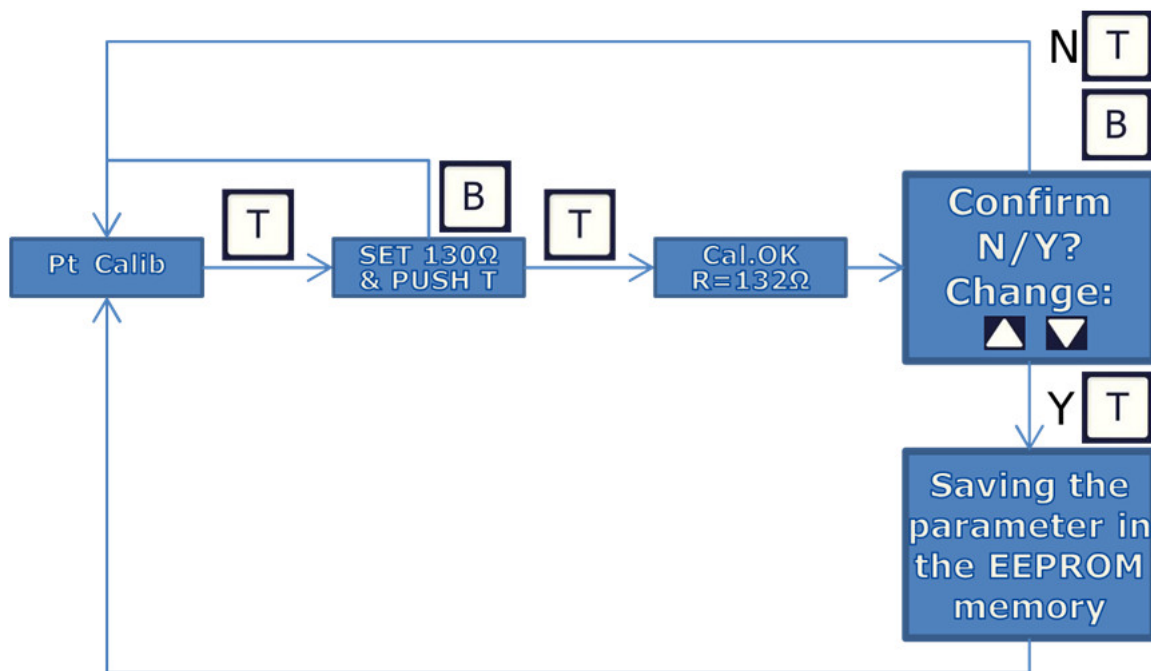 N T
B
B
T
T
Pt Calib
SET 130Ω
& PUSH T
Cal.OK
R=132Ω
Confirm
N/Y?
Change:
Y T
Saving the
parameter in
the EEPROM
memory